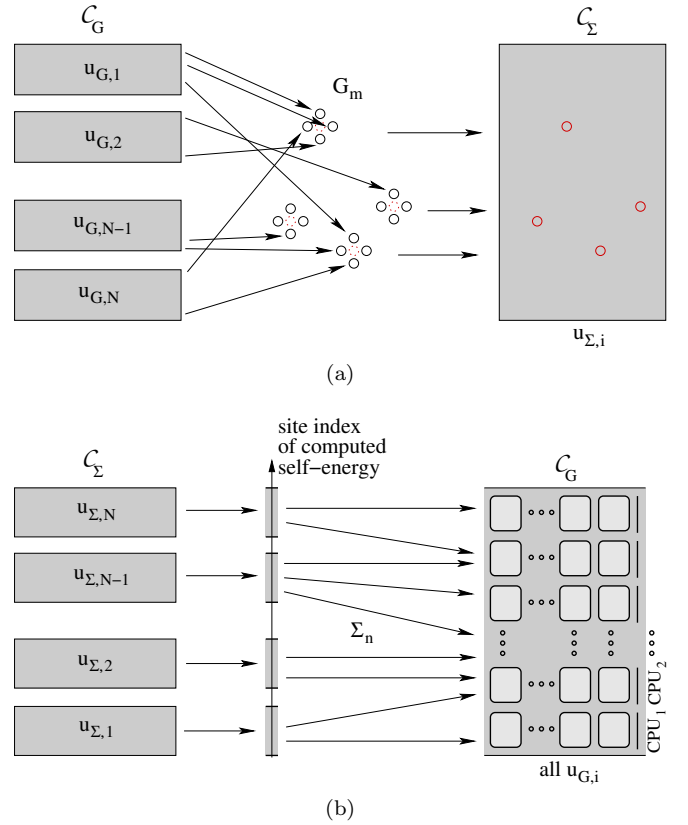 𝒞_G
𝒞_Σ
u_{G,1}
G_m
u_{G,2}
u_{G,N−1}
u_{G,N}
u_{Σ,i}
(a)
site index
of computed
self−energy
𝒞_Σ
𝒞_G
u_{Σ,N}
u_{Σ,N−1}
Σ_n
u_{Σ,2}
u_{Σ,1}
CPU_1 CPU_2
all u_{G,i}
(b)